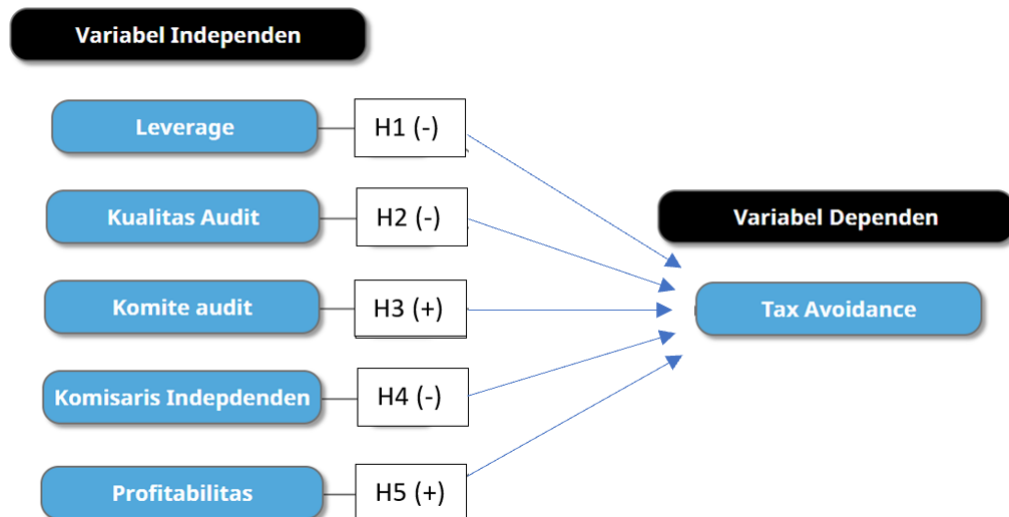 Variabel Independen
Leverage
H1 (-)
Kualitas Audit
H2 (-)
Variabel Dependen
Komite audit
H3 (+)
Tax Avoidance
Komisaris Indepdenden
H4 (-)
Profitabilitas
H5 (+)